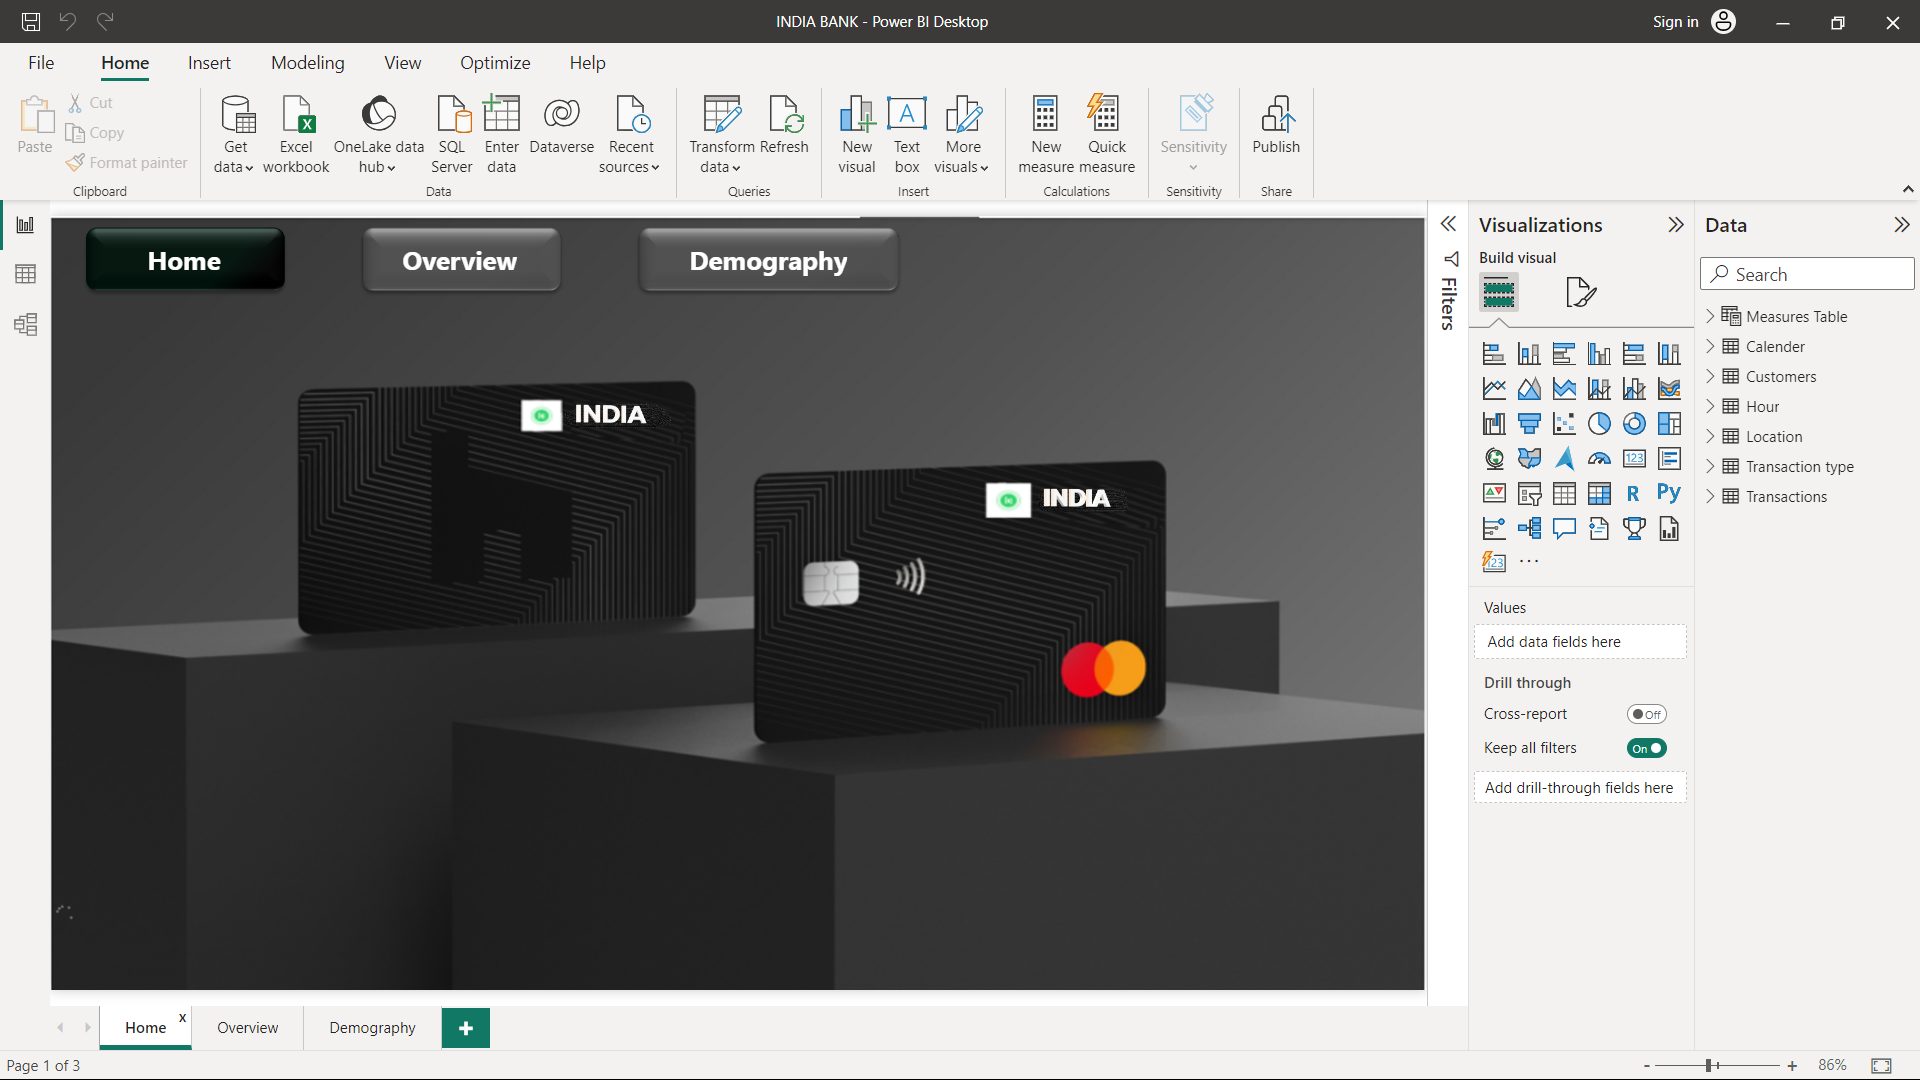 INDIA BANK - Power BI Desktop
Sign in
File Home Insert Modeling View Optimize Help
Paste
Cut
Copy
Format painter
Clipboard
Get data
Excel workbook
OneLake data hub
SQL Server
Enter data
Dataverse
Recent sources
Data
Transform data
Refresh
Queries
New visual
Text box
More visuals
Insert
New measure
Quick measure
Calculations
Sensitivity
Sensitivity
Publish
Share
Home
Overview
Demography
INDIA
INDIA
Filters
Visualizations
Build visual
123
R
Py
123
Values
Add data fields here
Drill through
Cross-report
Off
Keep all filters
On
Add drill-through fields here
Data
Search
Measures Table
Calender
Customers
Hour
Location
Transaction type
Transactions
Home x
Overview
Demography
Page 1 of 3
- + 86%